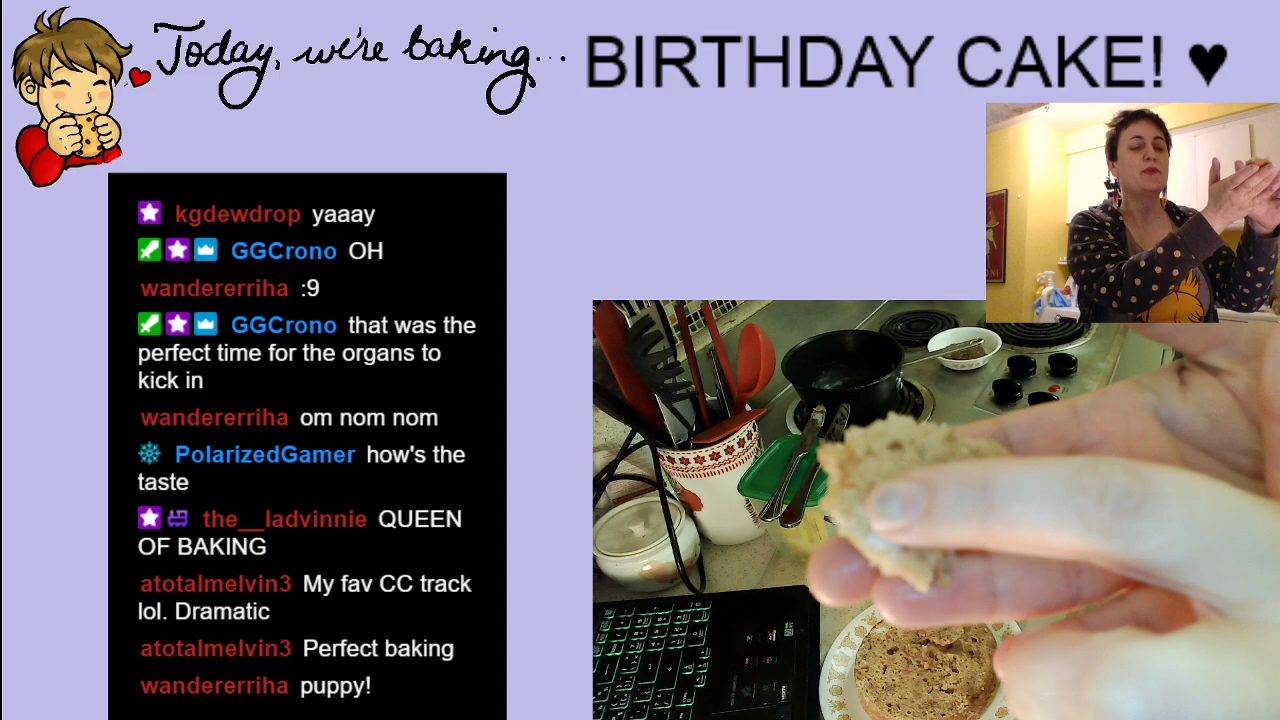 Today, we're baking... BIRTHDAY CAKE! ♥
kgdewdrop yaaay
GGCrono OH
wandererriha :9
GGCrono that was the
perfect time for the organs to
kick in
wandererriha om nom nom
PolarizedGamer how's the
taste
the__ladvinnie QUEEN
OF BAKING
atotalmelvin3 My fav CC track
lol. Dramatic
atotalmelvin3 Perfect baking
wandererriha puppy!